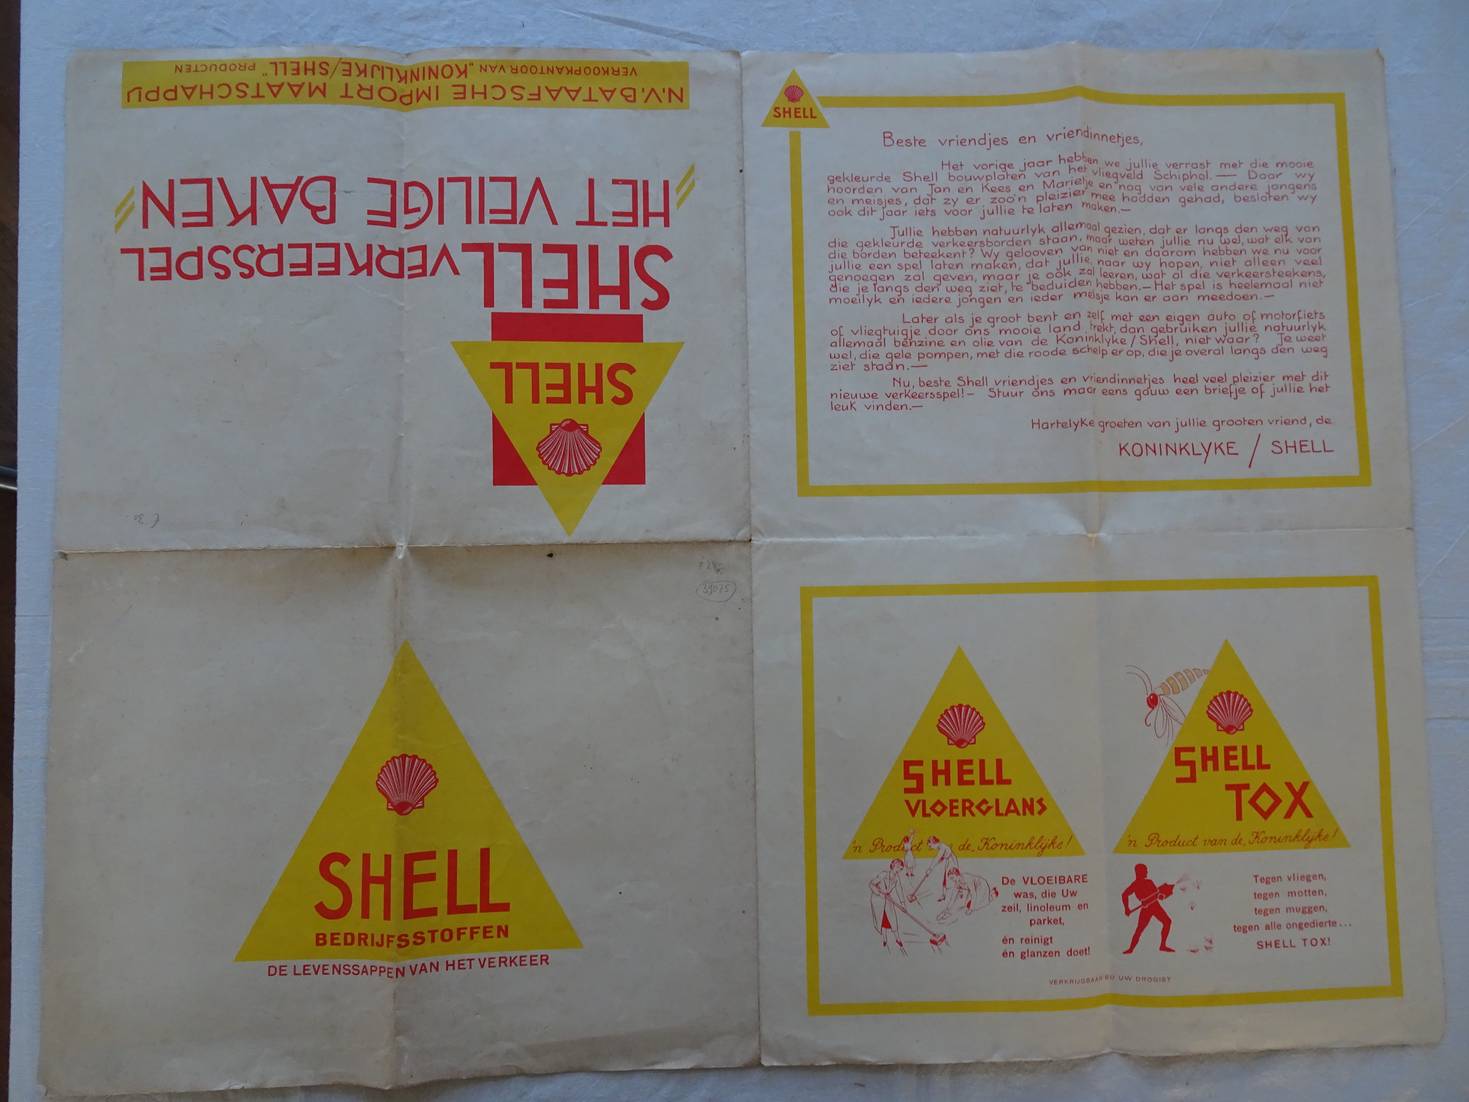 N.V. BATAAFSCHE IMPORT MAATSCHAPPIJ
VERKOOPKANTOOR VAN „KONINKLIJKE/SHELL" PRODUCTEN
HET VEILIGE BAKEN
SHELL VERKEERSSPEL
SHELL
SHELL
Beste vriendjes en vriendinnetjes,
Het vorige jaar hebben we jullie verrast met die mooie
gekleurde Shell bouwplaten van het vliegveld Schiphol. — Daar wy
hoorden van Jan en Kees en Marietje en nog van vele andere jongens
en meisjes, dat zy er zoo'n pleizier mee hadden gehad, besloten wy
ook dit jaar iets voor jullie te laten maken.—
Jullie hebben natuurlyk allemaal gezien, dat er langs den weg van
die gekleurde verkeersborden staan, maar weten jullie nu wel, wat elk van
die borden beteekent? Wy gelooven van niet en daarom hebben we nu voor
jullie een spel laten maken, dat jullie, naar wy hopen, niet alleen veel
genoegen zal geven, maar je ook zal leeren, wat al die verkeersteekens,
die je langs den weg ziet, te beduiden hebben.— Het spel is heelemaal niet
moeilyk en iedere jongen en ieder meisje kan er aan meedoen.—
Later als je groot bent en zelf met een eigen auto of motorfiets
of vliegtuigje door ons mooie land trekt, dan gebruiken jullie natuurlyk
allemaal benzine en olie van de Koninklyke / Shell, niet waar? Je weet
wel, die gele pompen, met die roode schelp er op, die je overal langs den weg
ziet staan.—
Nu, beste Shell vriendjes en vriendinnetjes heel veel pleizier met dit
nieuwe verkeersspel!— Stuur ons maar eens gauw een briefje of jullie het
leuk vinden.—
Hartelyke groeten van jullie grooten vriend, de
KONINKLYKE / SHELL
39075
SHELL
BEDRIJFSSTOFFEN
DE LEVENSSAPPEN VAN HET VERKEER
SHELL
VLOERGLANS
'n Product de „Koninklijke!
De VLOEIBARE
was, die Uw
zeil, linoleum en
parket,
én reinigt
én glanzen doet!
SHELL
TOX
'n Product van de „Koninklijke!
Tegen vliegen,
tegen motten,
tegen muggen,
tegen alle ongedierte...
SHELL TOX!
VERKRIJGBAAR BIJ UW DROGIST